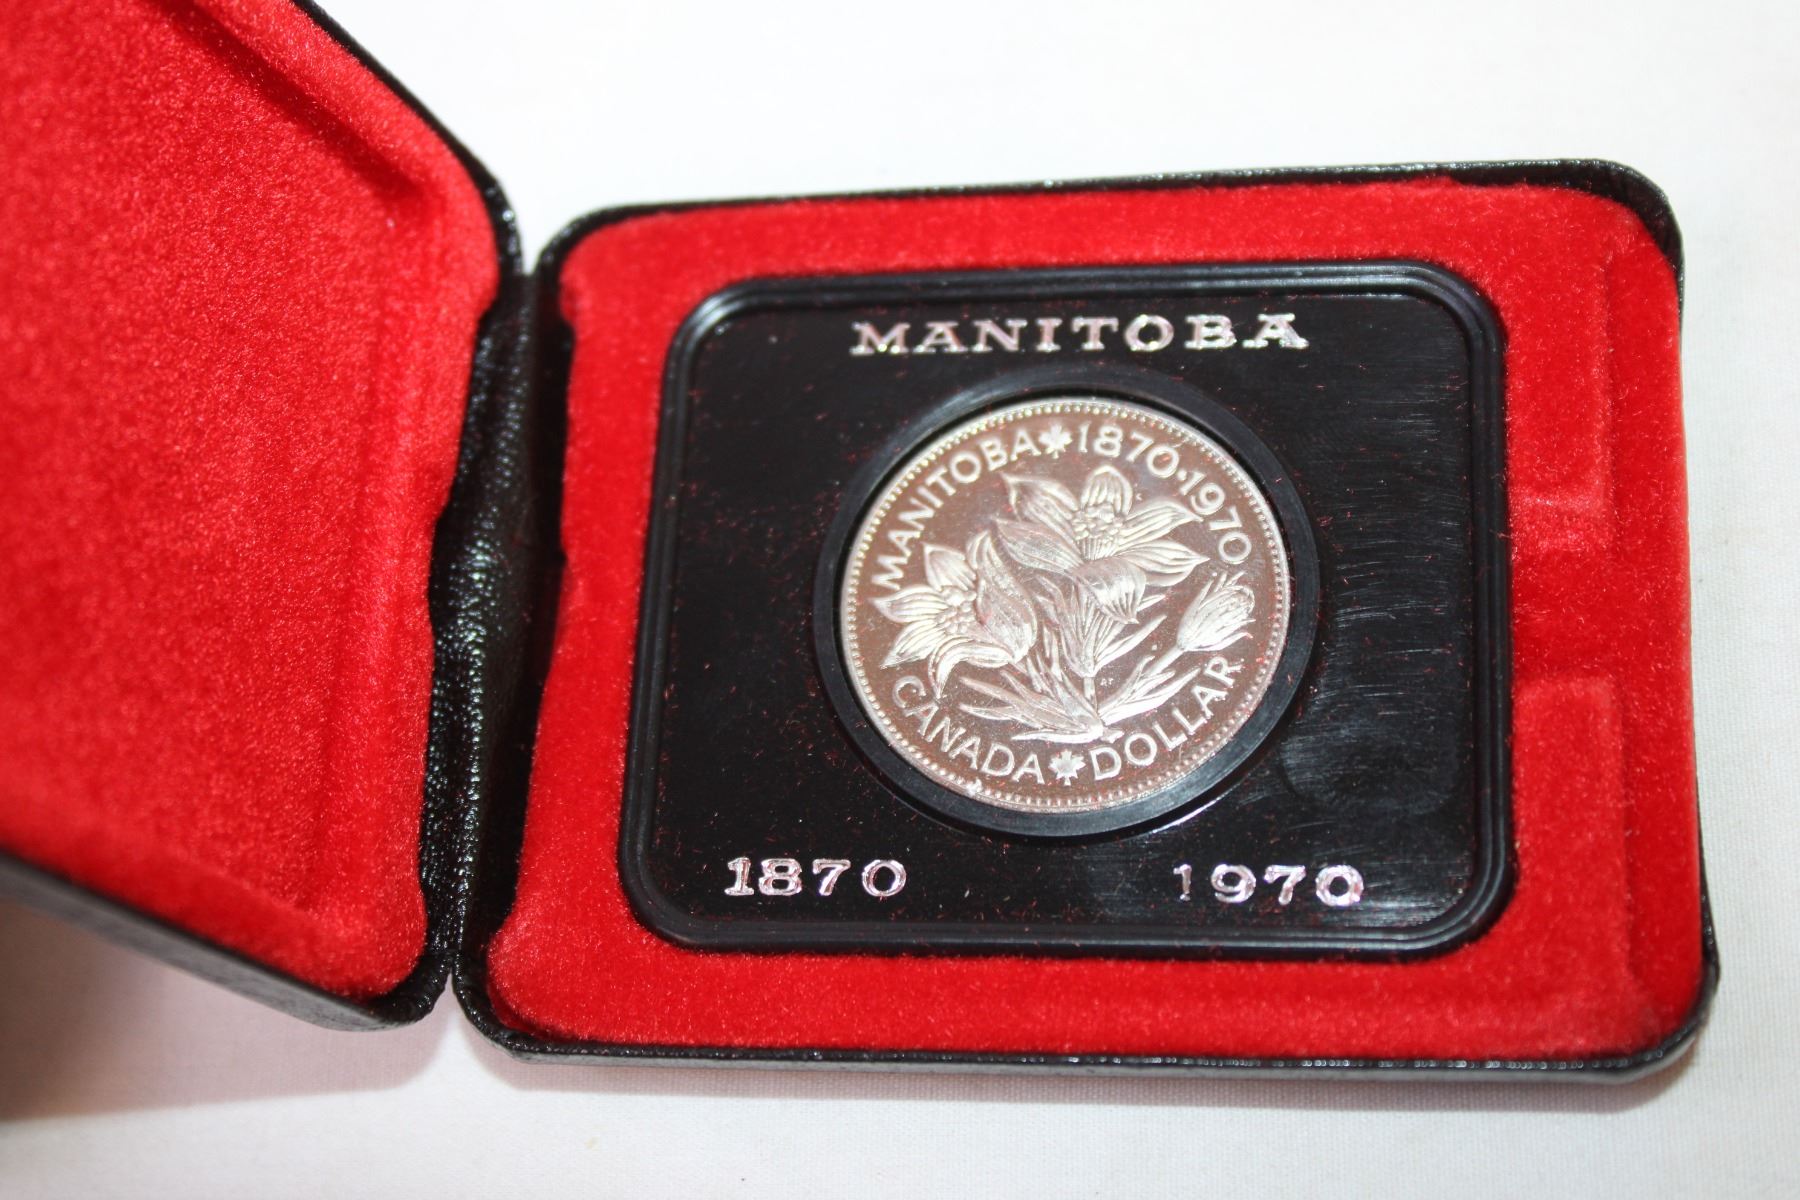 MANITOBA
MANITOBA 1870·1970
CANADA DOLLAR
1870 1970